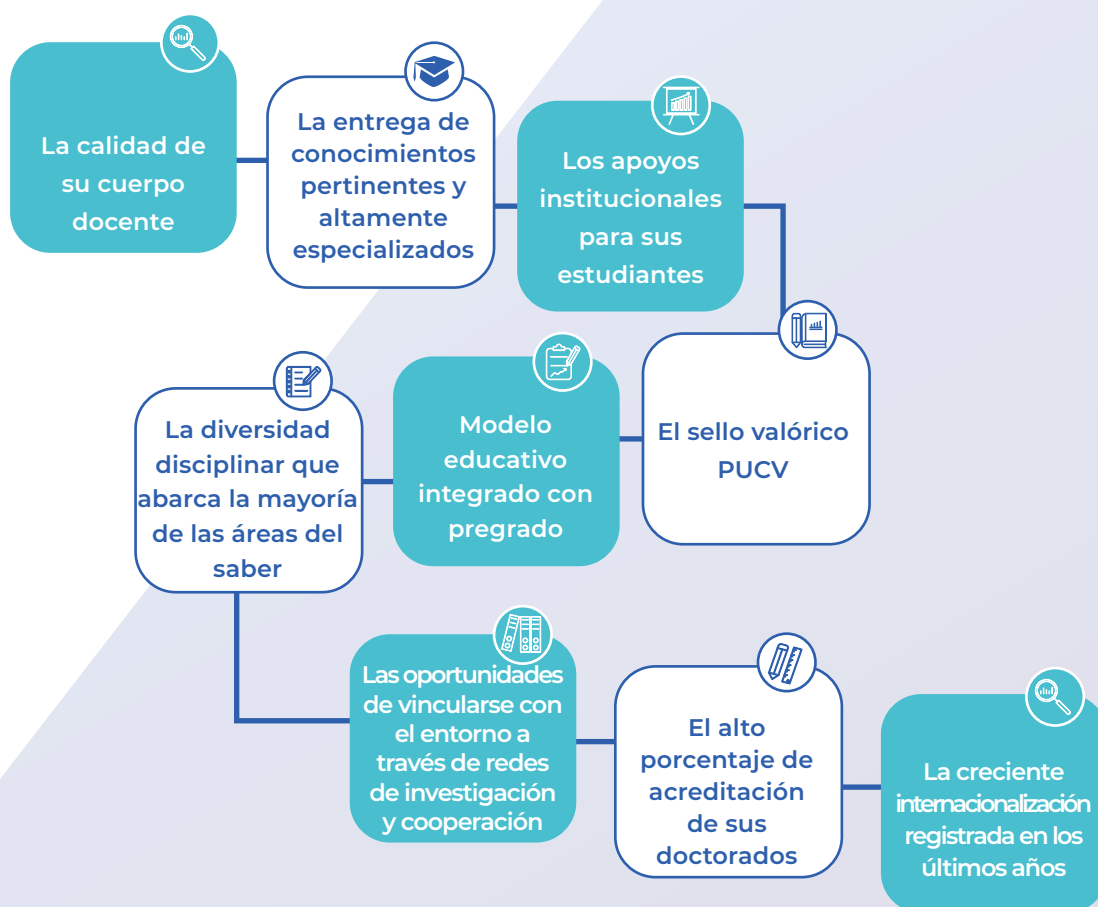 La calidad de
su cuerpo
docente
La entrega de
conocimientos
pertinentes y
altamente
especializados
Los apoyos
institucionales
para sus
estudiantes
El sello valórico
PUCV
Modelo
educativo
integrado con
pregrado
La diversidad
disciplinar que
abarca la mayoría
de las áreas del
saber
Las oportunidades
de vincularse con
el entorno a
través de redes
de investigación
y cooperación
El alto
porcentaje de
acreditación
de sus
doctorados
La creciente
internacionalización
registrada en los
últimos años